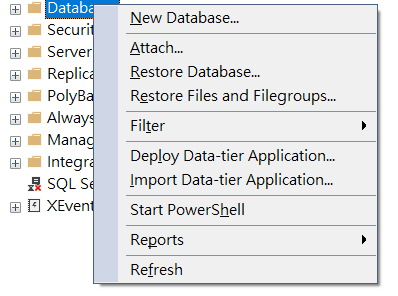 Databas
New Database...
Securit
Attach...
Server
Restore Database...
Replica
Restore Files and Filegroups...
PolyBa
Always
Filter
Manag
Deploy Data-tier Application...
Integra
Import Data-tier Application...
SQL Se
Start PowerShell
XEvent
Reports
Refresh